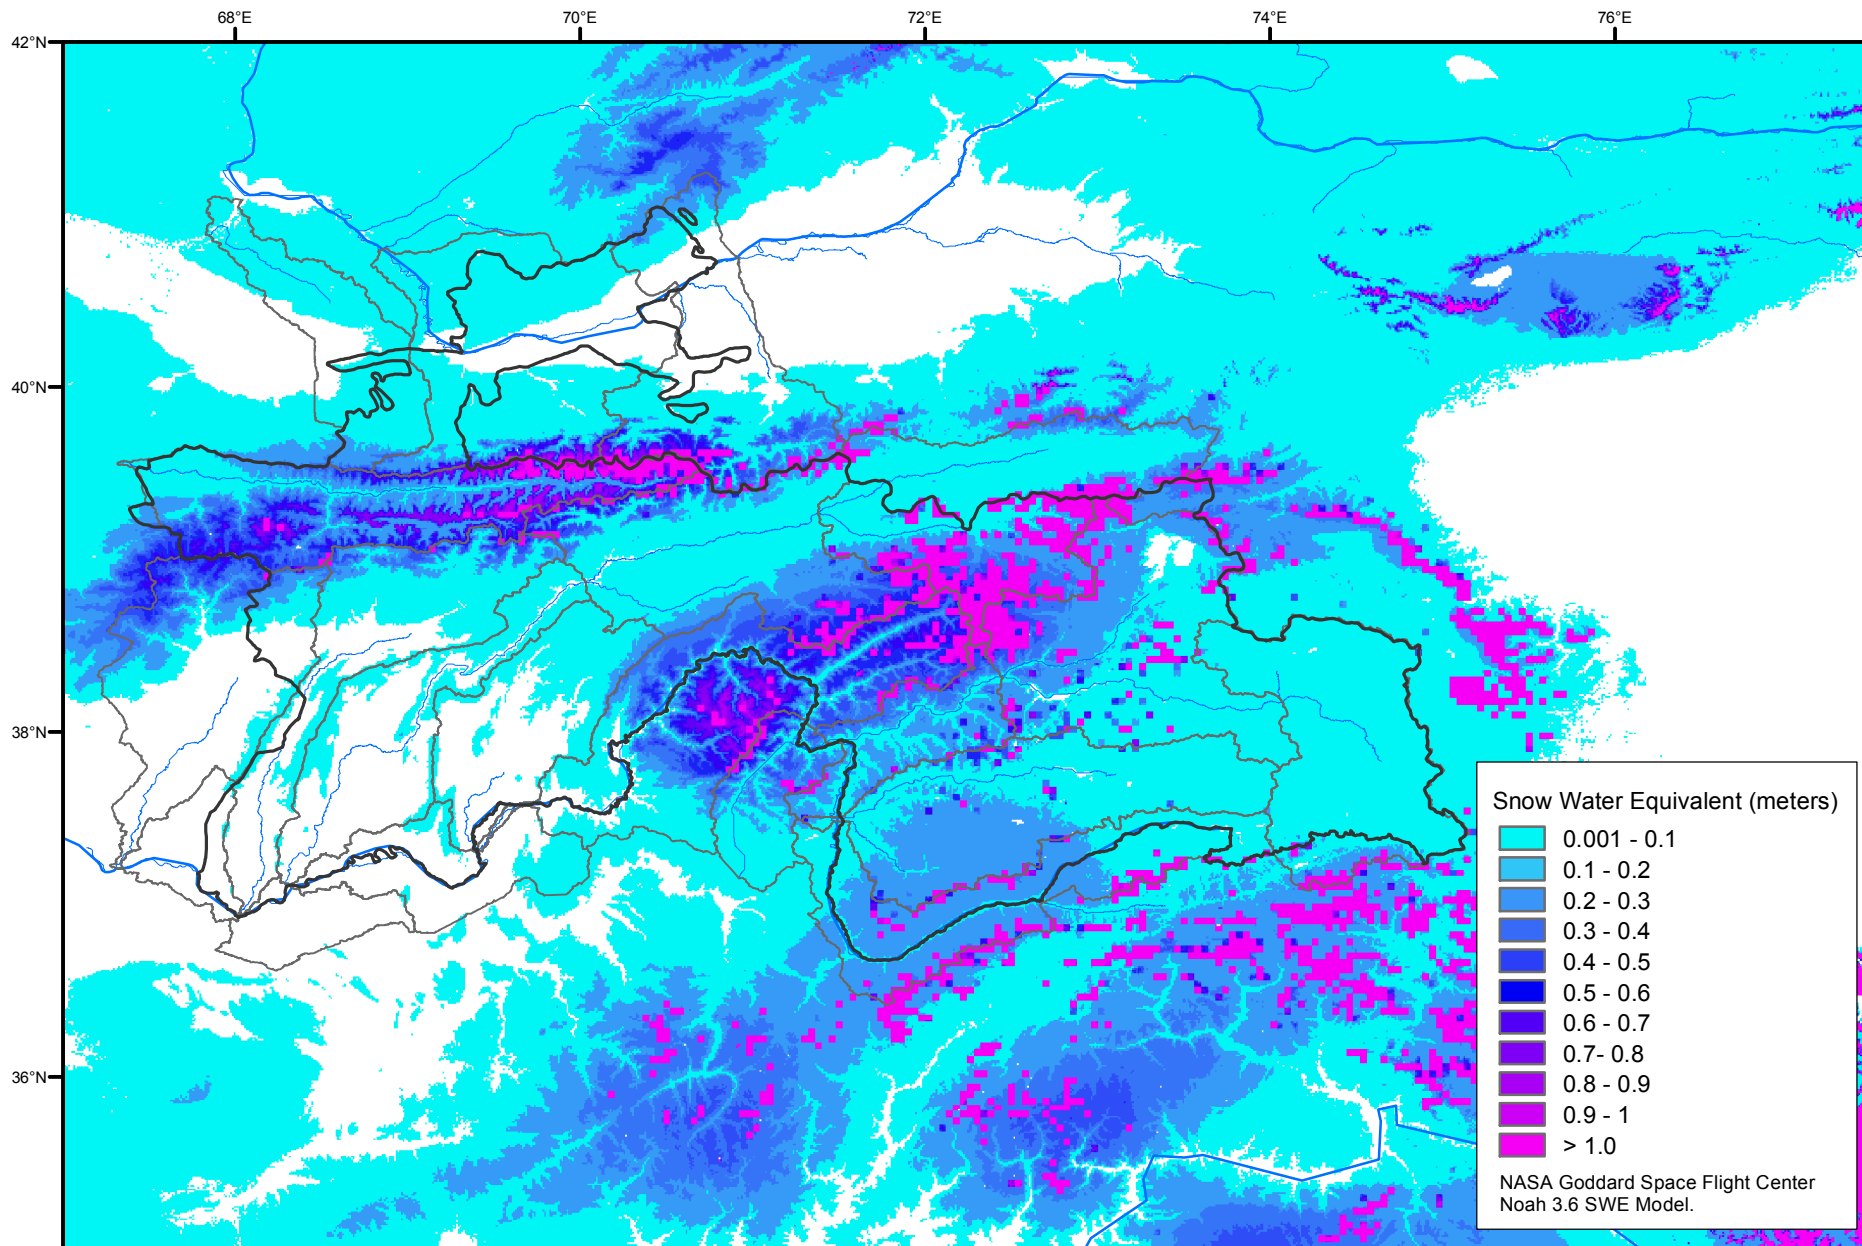 68°E 70°E 72°E 74°E 76°E
42°N
40°N
38°N
36°N
Snow Water Equivalent (meters)
0.001 - 0.1
0.1 - 0.2
0.2 - 0.3
0.3 - 0.4
0.4 - 0.5
0.5 - 0.6
0.6 - 0.7
0.7- 0.8
0.8 - 0.9
0.9 - 1
> 1.0
NASA Goddard Space Flight Center
Noah 3.6 SWE Model.